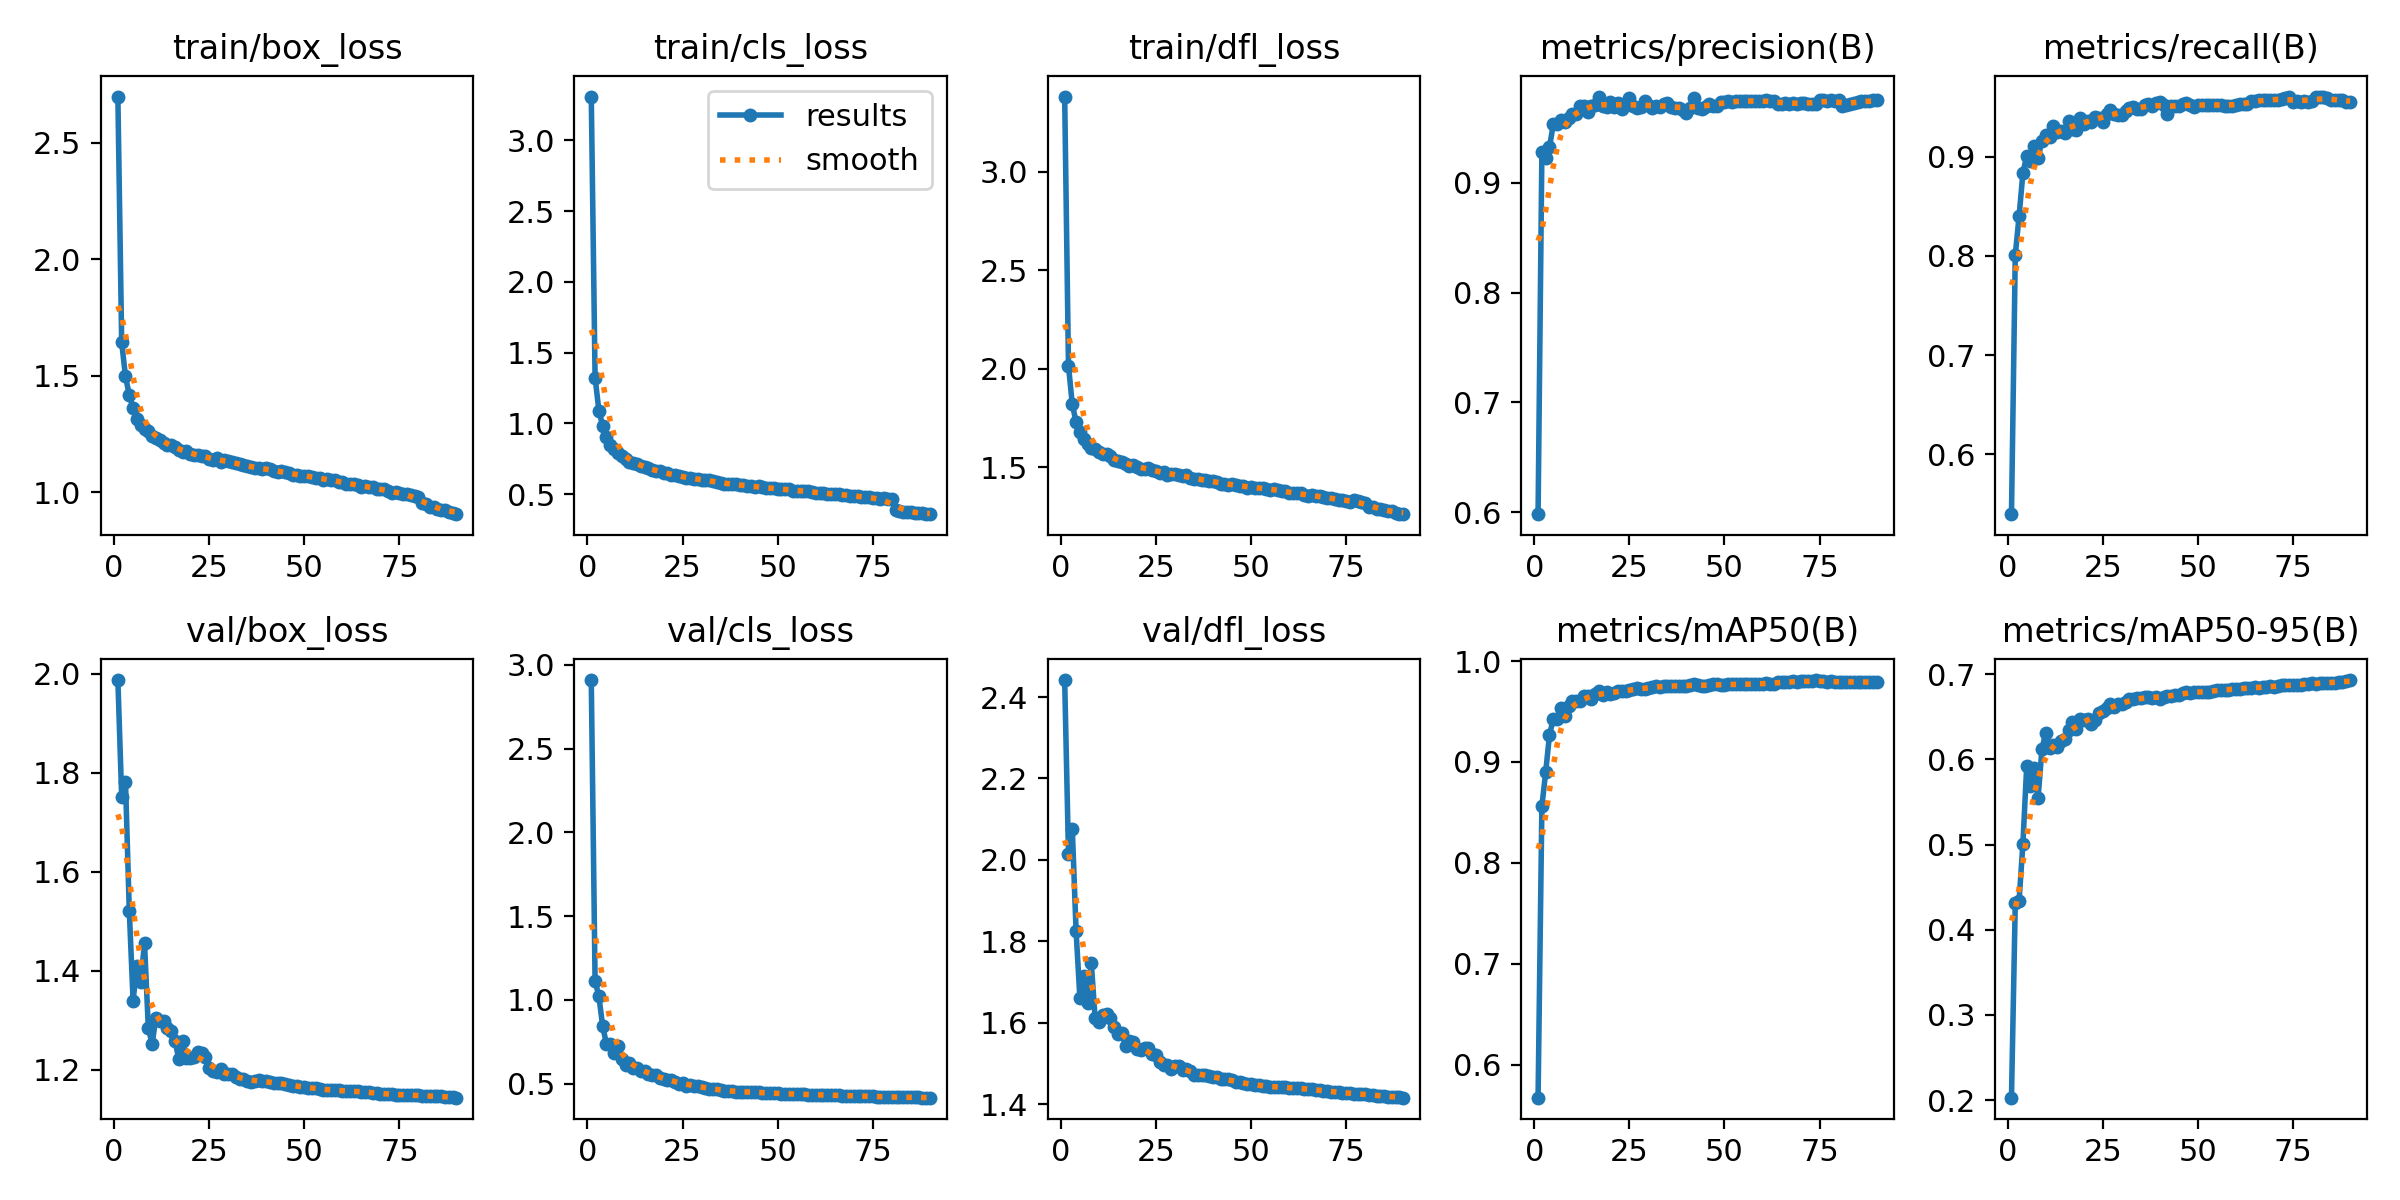 train/box_loss
2.5
2.0
1.5
1.0
0 25 50 75
train/cls_loss
results
smooth
3.0
2.5
2.0
1.5
1.0
0.5
0 25 50 75
train/dfl_loss
3.0
2.5
2.0
1.5
0 25 50 75
metrics/precision(B)
0.9
0.8
0.7
0.6
0 25 50 75
metrics/recall(B)
0.9
0.8
0.7
0.6
0 25 50 75
val/box_loss
2.0
1.8
1.6
1.4
1.2
0 25 50 75
val/cls_loss
3.0
2.5
2.0
1.5
1.0
0.5
0 25 50 75
val/dfl_loss
2.4
2.2
2.0
1.8
1.6
1.4
0 25 50 75
metrics/mAP50(B)
1.0
0.9
0.8
0.7
0.6
0 25 50 75
metrics/mAP50-95(B)
0.7
0.6
0.5
0.4
0.3
0.2
0 25 50 75